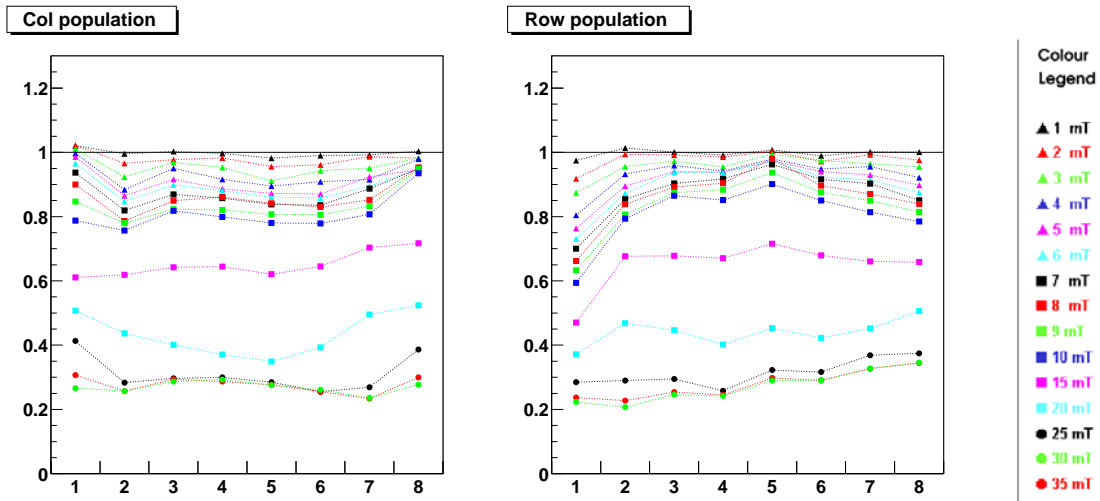 Col population
1.2
1
0.8
0.6
0.4
0.2
0
1 2 3 4 5 6 7 8
Row population
1.2
1
0.8
0.6
0.4
0.2
0
1 2 3 4 5 6 7 8
Colour
Legend
1 mT
2 mT
3 mT
4 mT
5 mT
6 mT
7 mT
8 mT
9 mT
10 mT
15 mT
20 mT
25 mT
30 mT
35 mT